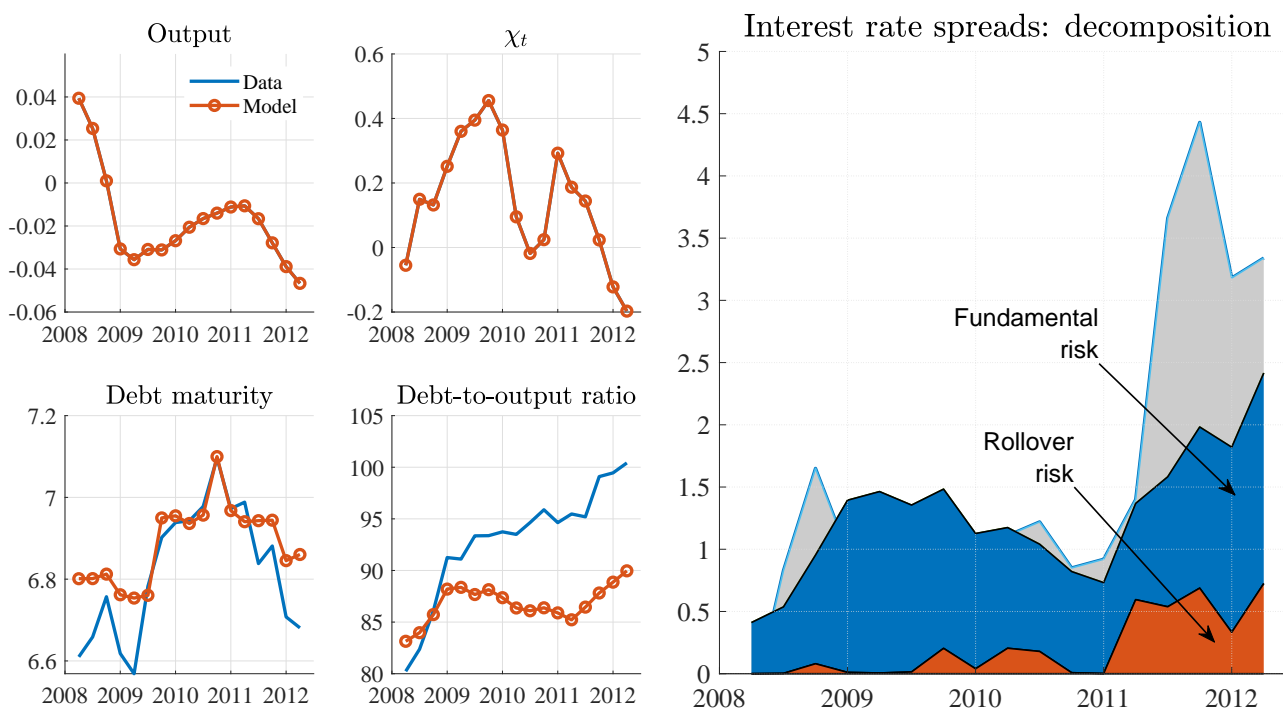 Output
0.04
0.02
0
-0.02
-0.04
-0.06
2008 2009 2010 2011 2012
Data
Model
χt
0.6
0.4
0.2
0
-0.2
2008 2009 2010 2011 2012
Debt maturity
7.2
7
6.8
6.6
2008 2009 2010 2011 2012
Debt-to-output ratio
105
100
95
90
85
80
2008 2009 2010 2011 2012
Interest rate spreads: decomposition
5
4.5
4
3.5
3
2.5
2
1.5
1
0.5
0
2008 2009 2010 2011 2012
Fundamental
risk
Rollover
risk